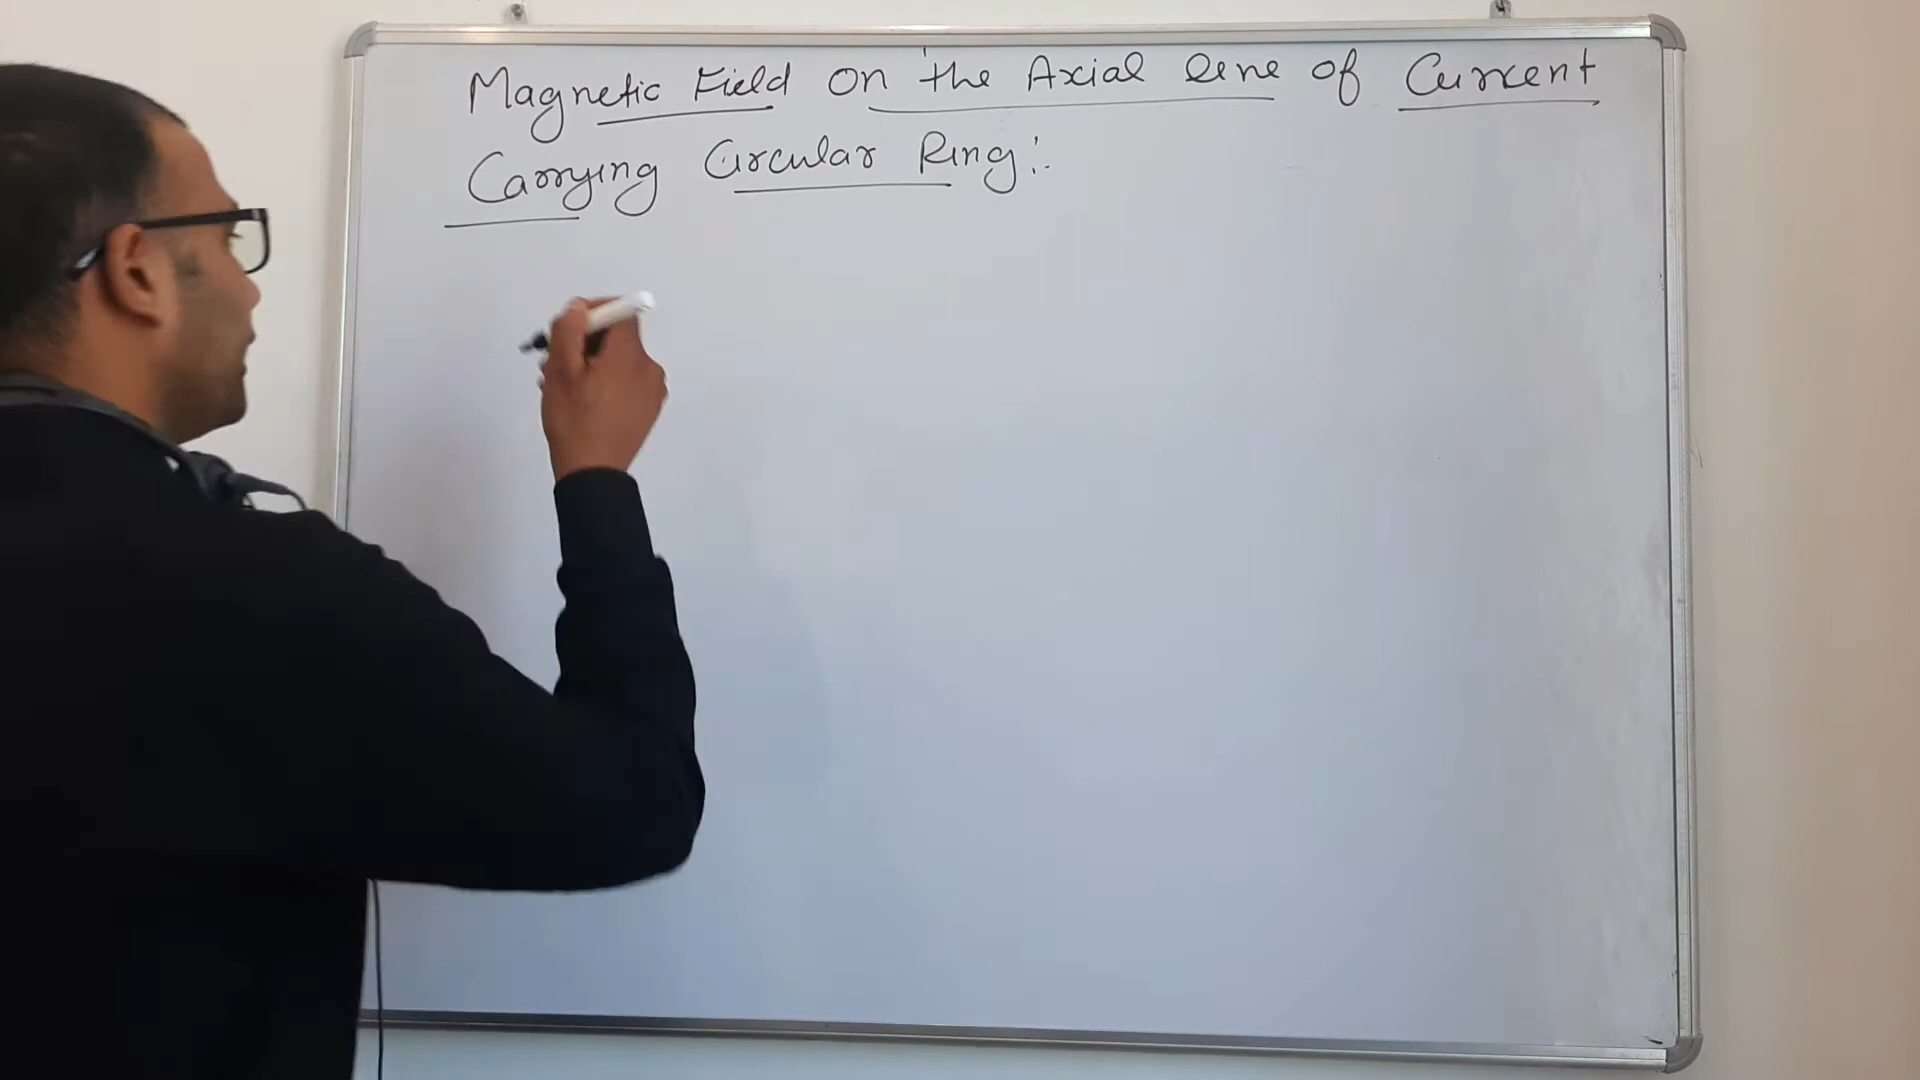 Magnetic Field On the Axial line of Current
Carrying Circular Ring:-